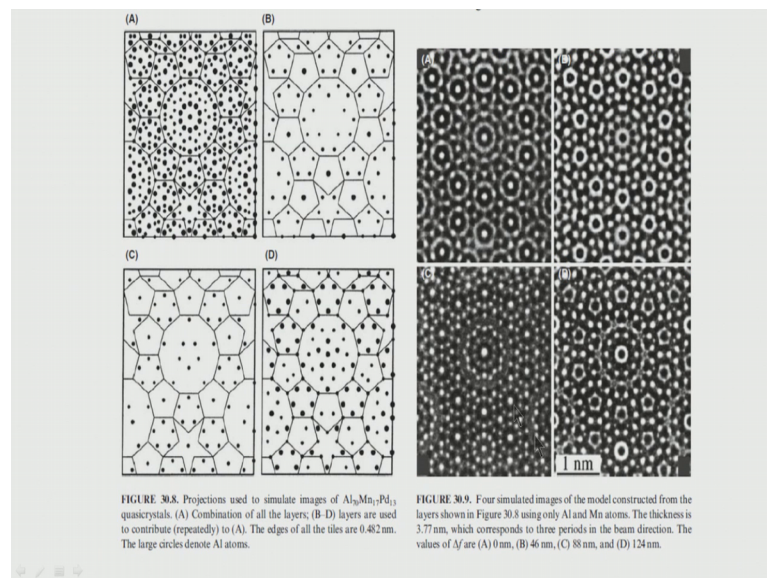 (A)
(B)
(C)
(D)
FIGURE 30.8. Projections used to simulate images of Al70Mn17Pd13
quasicrystals. (A) Combination of all the layers; (B–D) layers are used
to contribute (repeatedly) to (A). The edges of all the tiles are 0.482 nm.
The large circles denote Al atoms.
(A)
(B)
(C)
(D)
1 nm
FIGURE 30.9. Four simulated images of the model constructed from the
layers shown in Figure 30.8 using only Al and Mn atoms. The thickness is
3.77 nm, which corresponds to three periods in the beam direction. The
values of Δf are (A) 0 nm, (B) 46 nm, (C) 88 nm, and (D) 124 nm.